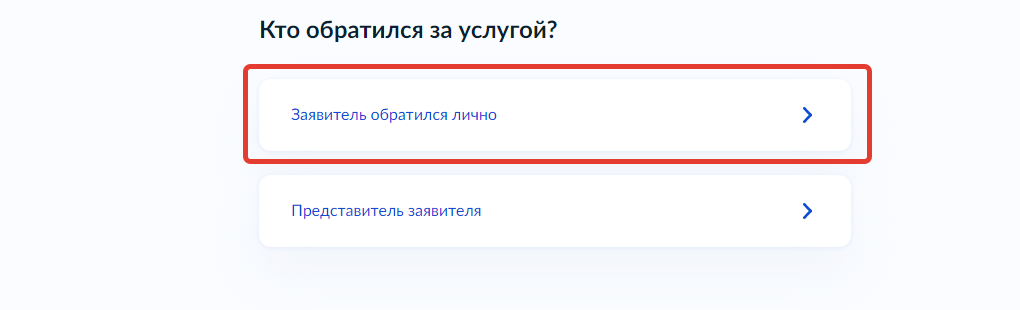 Кто обратился за услугой?
Заявитель обратился лично
Представитель заявителя